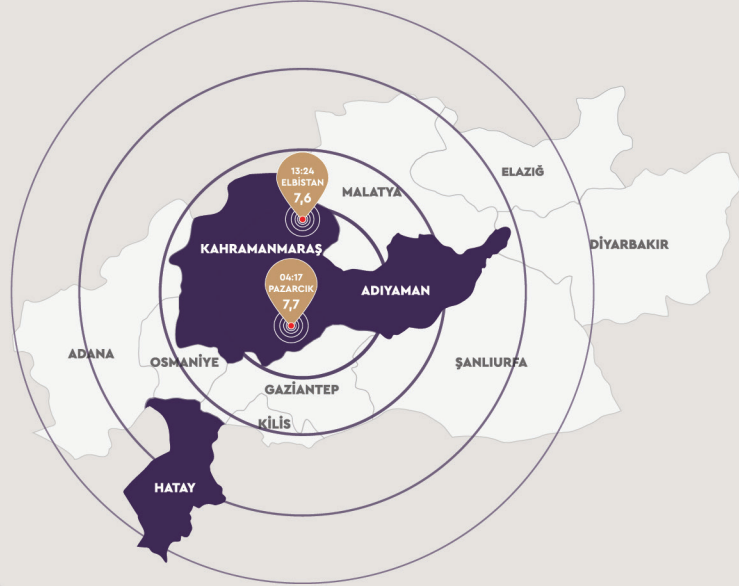 13:24
ELBİSTAN
7,6
ELAZIĞ
MALATYA
DİYARBAKIR
KAHRAMANMARAŞ
04:17
PAZARCIK
7,7
ADIYAMAN
ADANA
OSMANİYE
ŞANLIURFA
GAZİANTEP
KİLİS
HATAY